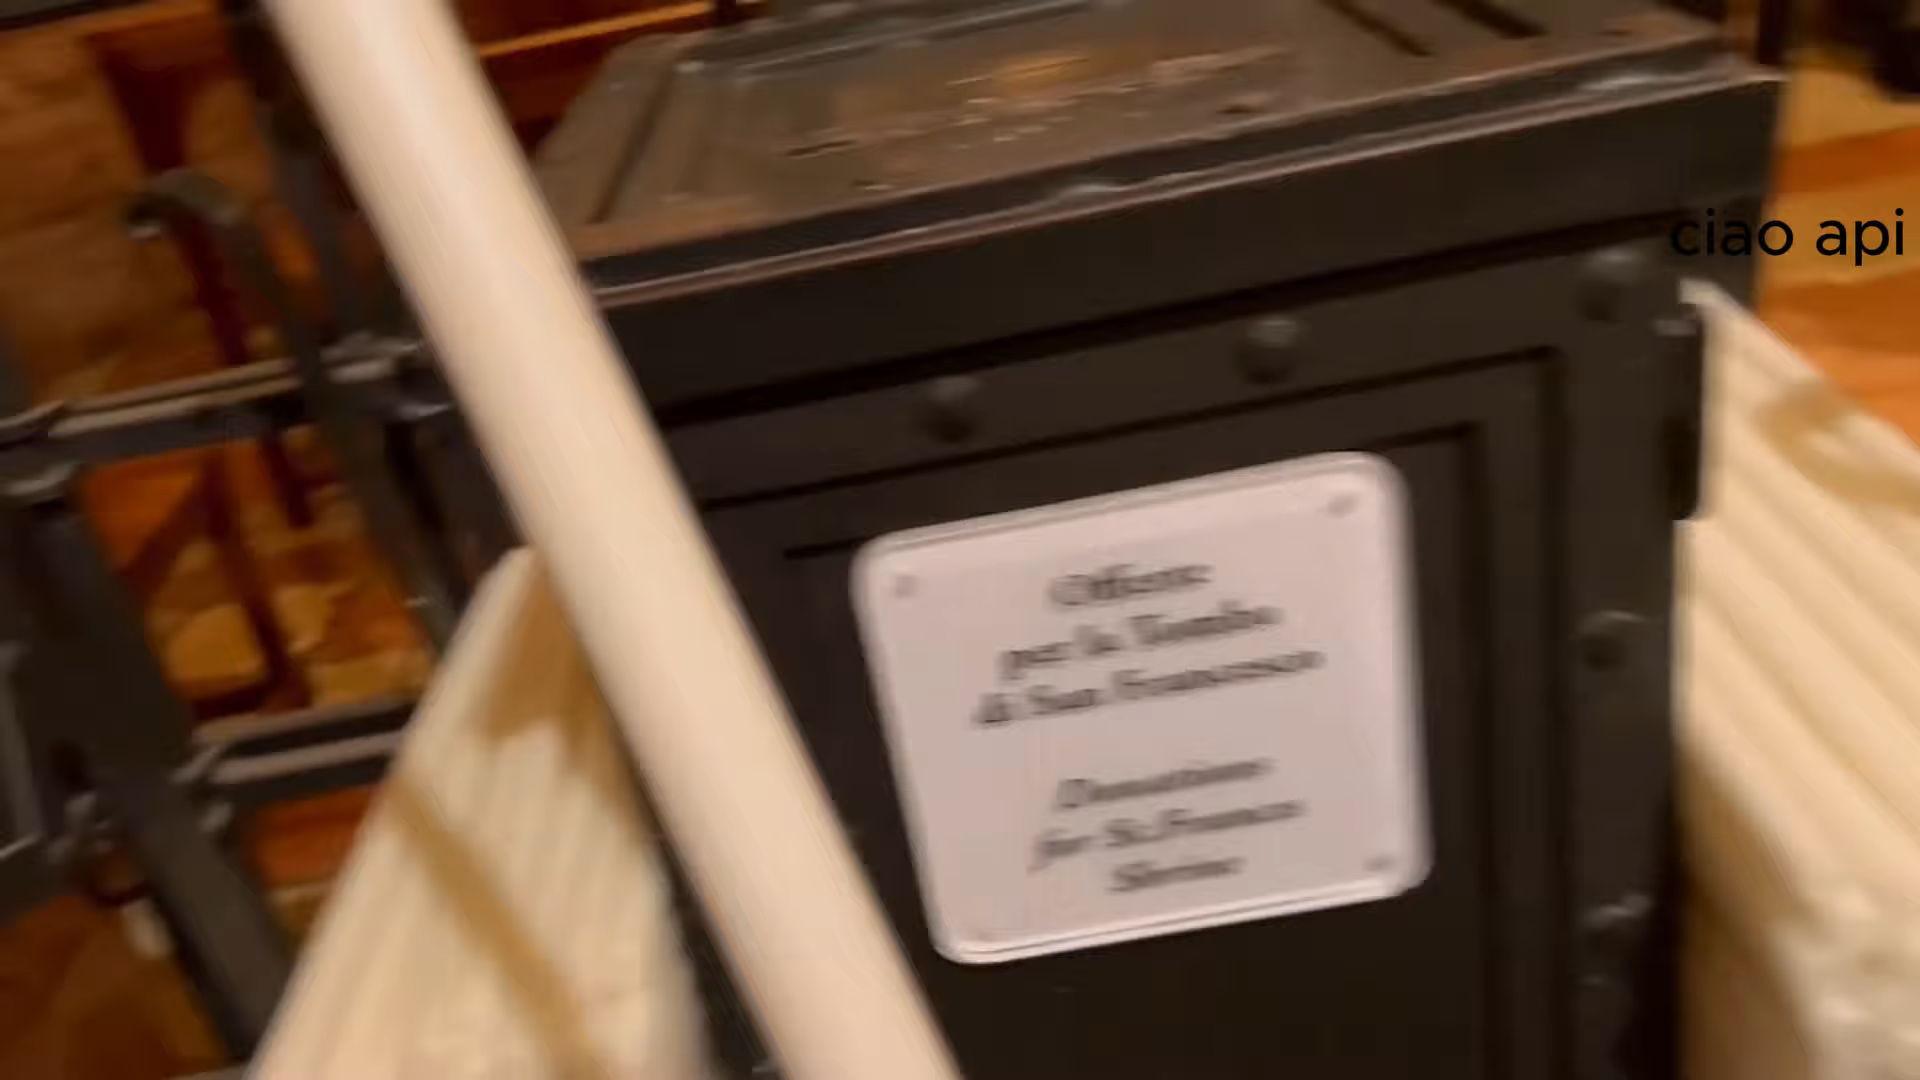 ciao api
Offerte
per la Tomba
di San Francesco
Donations
for St. Francis
Shrine